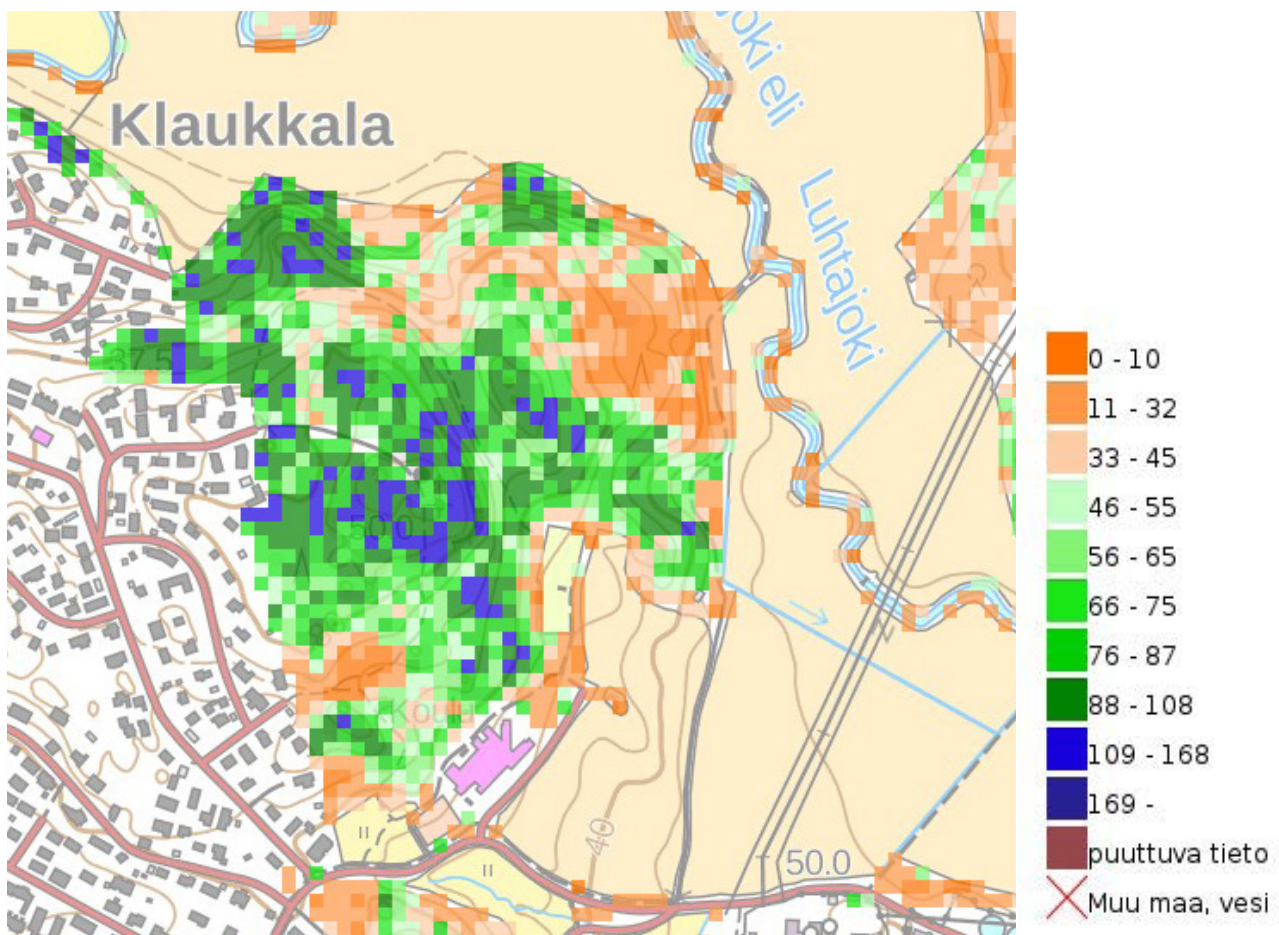 joki eli
Klaukkala
Luhtajoki
37.5
50.0
Koulu
40
50.0
0 - 10
11 - 32
33 - 45
46 - 55
56 - 65
66 - 75
76 - 87
88 - 108
109 - 168
169 -
puuttuva tieto
Muu maa, vesi